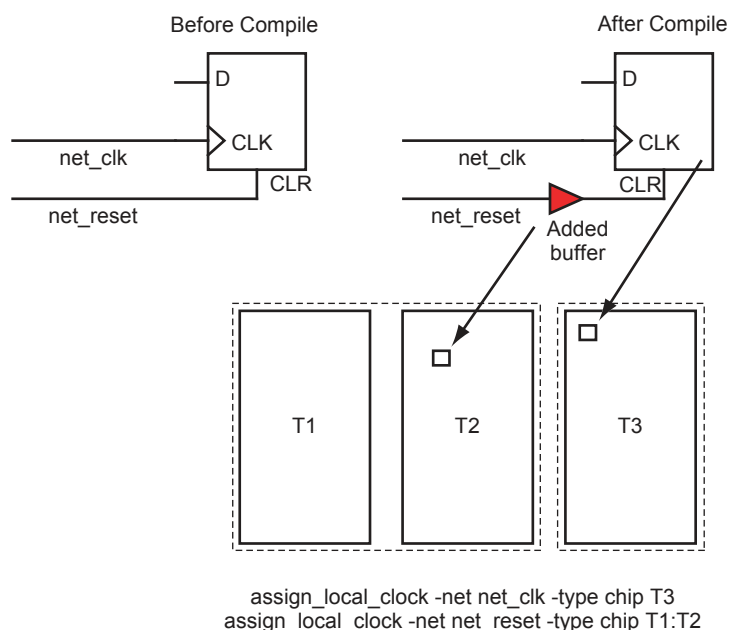 Before Compile
After Compile
D
CLK
net_clk
CLR
net_reset
D
CLK
net_clk
CLR
net_reset
Added
buffer
T1
T2
T3
assign_local_clock -net net_clk -type chip T3
assign_local_clock -net net_reset -type chip T1:T2